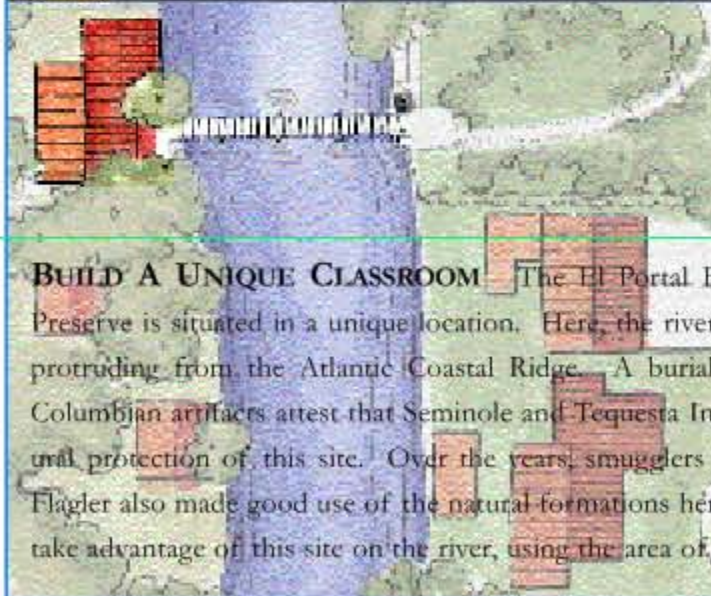 BUILD A UNIQUE CLASSROOM The El Portal
Preserve is situated in a unique location. Here, the river
protruding from the Atlantic Coastal Ridge. A burial
Columbian artifacts attest that Seminole and Tequesta In
ural protection of this site. Over the years, smugglers
Flagler also made good use of the natural formations her
take advantage of this site on the river, using the area of